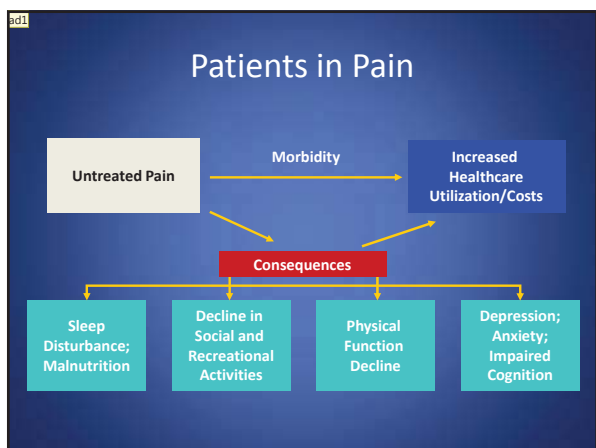 ad1
Patients in Pain
Untreated Pain
Morbidity
Increased
Healthcare
Utilization/Costs
Consequences
Sleep
Disturbance;
Malnutrition
Decline in
Social and
Recreational
Activities
Physical
Function
Decline
Depression;
Anxiety;
Impaired
Cognition